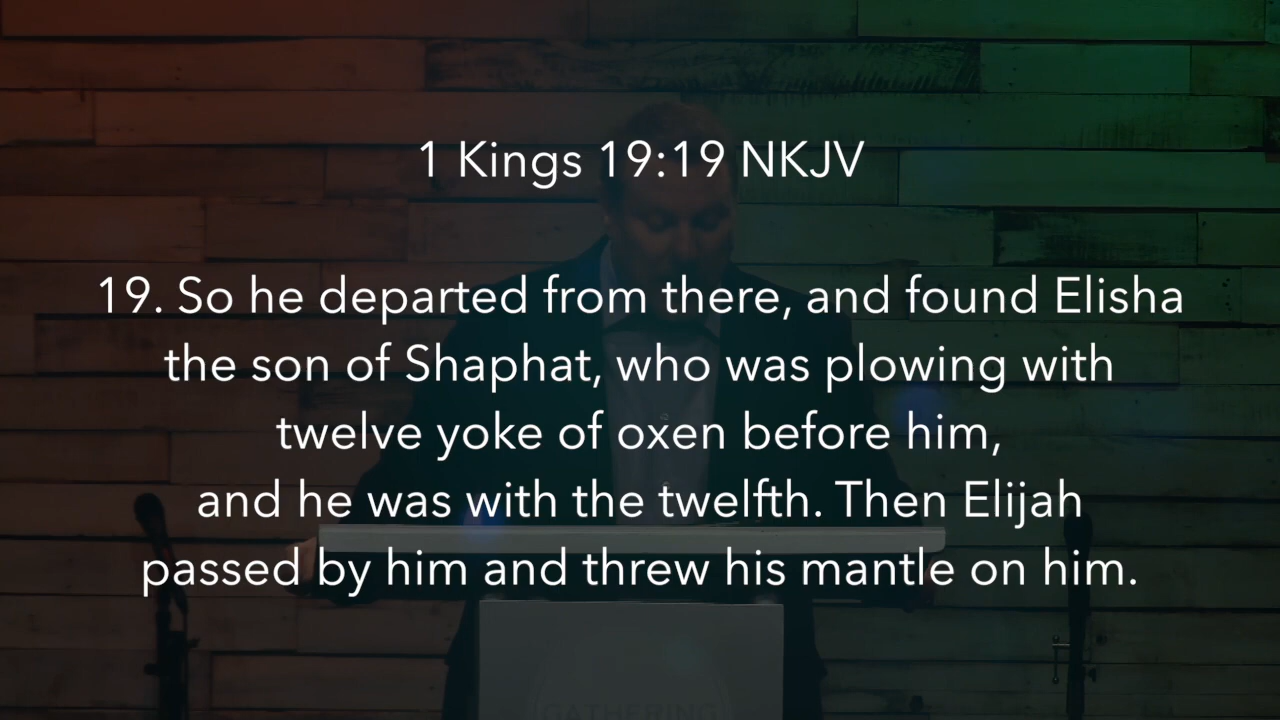 1 Kings 19:19 NKJV
19. So he departed from there, and found Elisha
the son of Shaphat, who was plowing with
twelve yoke of oxen before him,
and he was with the twelfth. Then Elijah
passed by him and threw his mantle on him.
GATHERING